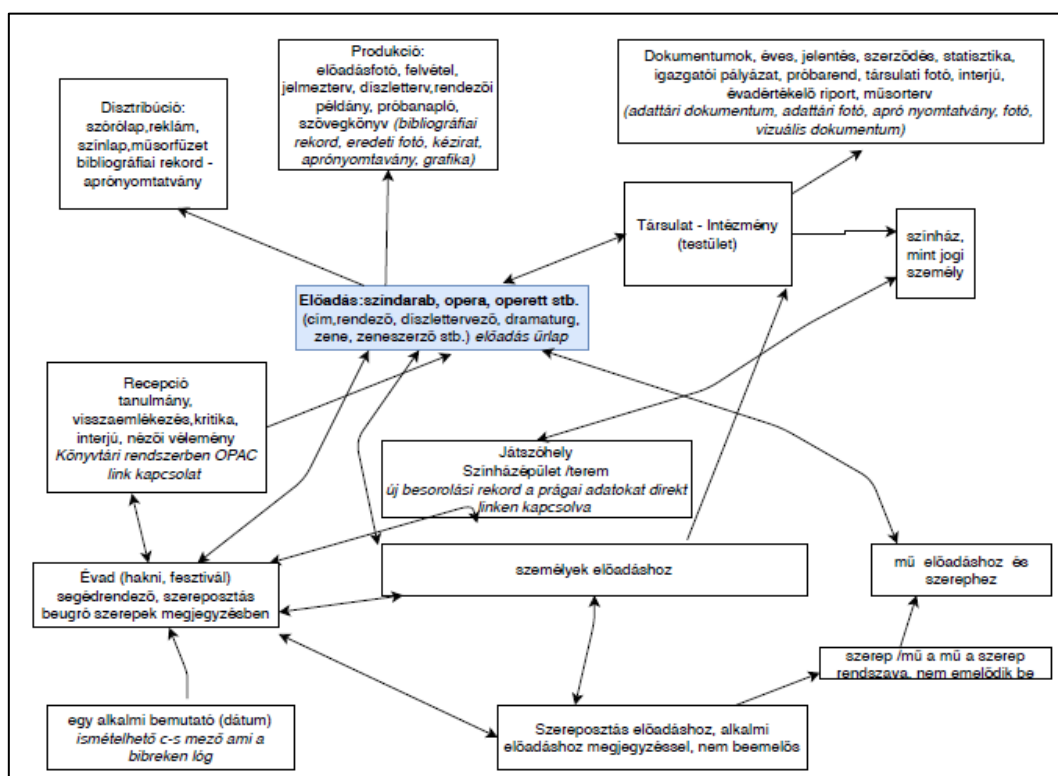 Disztribúció:
szórólap,reklám,
színlap,műsorfüzet
bibliográfiai rekord -
aprónyomtatvány
Produkció:
előadásfotó, felvétel,
jelmezterv, díszletterv,rendezői
példány, próbanapló,
szövegkönyv (bibliográfiai
rekord, eredeti fotó, kézirat,
aprónyomtavány, grafika)
Dokumentumok, éves, jelentés, szerződés, statisztika,
igazgatói pályázat, próbarend, társulati fotó, interjú,
évadértékelő riport, műsorterv
(adattári dokumentum, adattári fotó, apró nyomtatvány, fotó,
vizuális dokumentum)
Társulat - Intézmény
(testület)
színház,
mint jogi
személy
Előadás:színdarab, opera, operett stb.
(cím,rendező, díszlettervező, dramaturg,
zene, zeneszerző stb.) előadás űrlap
Recepció
tanulmány,
visszaemlékezés,kritika,
interjú, nézői vélemény
Könyvtári rendszerben OPAC
link kapcsolat
Játszóhely
Színházépület /terem
új besorolási rekord a prágai adatokat direkt
linken kapcsolva
Évad (hakni, fesztivál)
segédrendező, szereposztás
beugró szerepek megjegyzésben
személyek előadáshoz
mű előadáshoz és
szerephez
szerep /mű a mű a szerep
rendszava, nem emelődik be
egy alkalmi bemutató (dátum)
ismételhető c-s mező ami a
bibreken lóg
Szereposztás előadáshoz, alkalmi
előadáshoz megjegyzéssel, nem beemelős